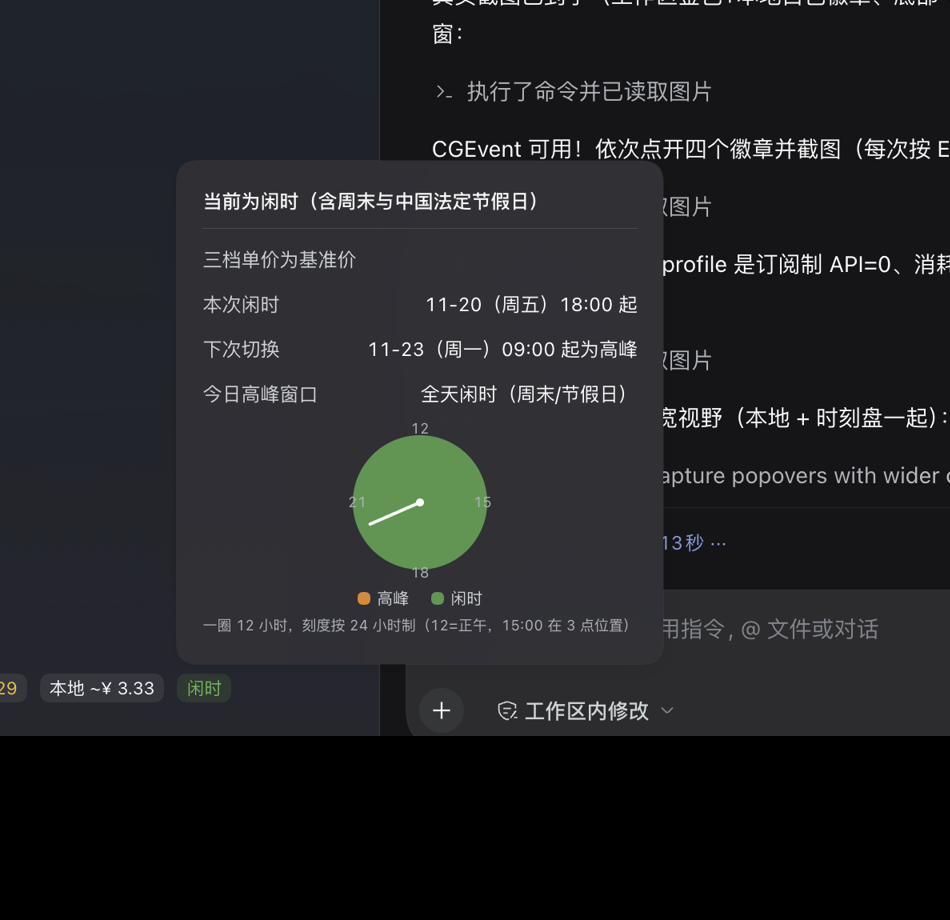 窗：
执行了命令并已读取图片
CGEvent 可用！依次点开四个徽章并截图（每次按 E
当前为闲时（含周末与中国法定节假日）
三档单价为基准价
本次闲时 11-20（周五）18:00 起
下次切换 11-23（周一）09:00 起为高峰
今日高峰窗口 全天闲时（周末/节假日）
12
21 15
18
高峰 闲时
一圈 12 小时，刻度按 24 小时制（12=正午，15:00 在 3 点位置）
图片
profile 是订阅制 API=0、消耗
图片
宽视野（本地 + 时刻盘一起）：
apture popovers with wider
13秒 ···
用指令, @ 文件或对话
29 本地 ~¥ 3.33 闲时
+ 工作区内修改